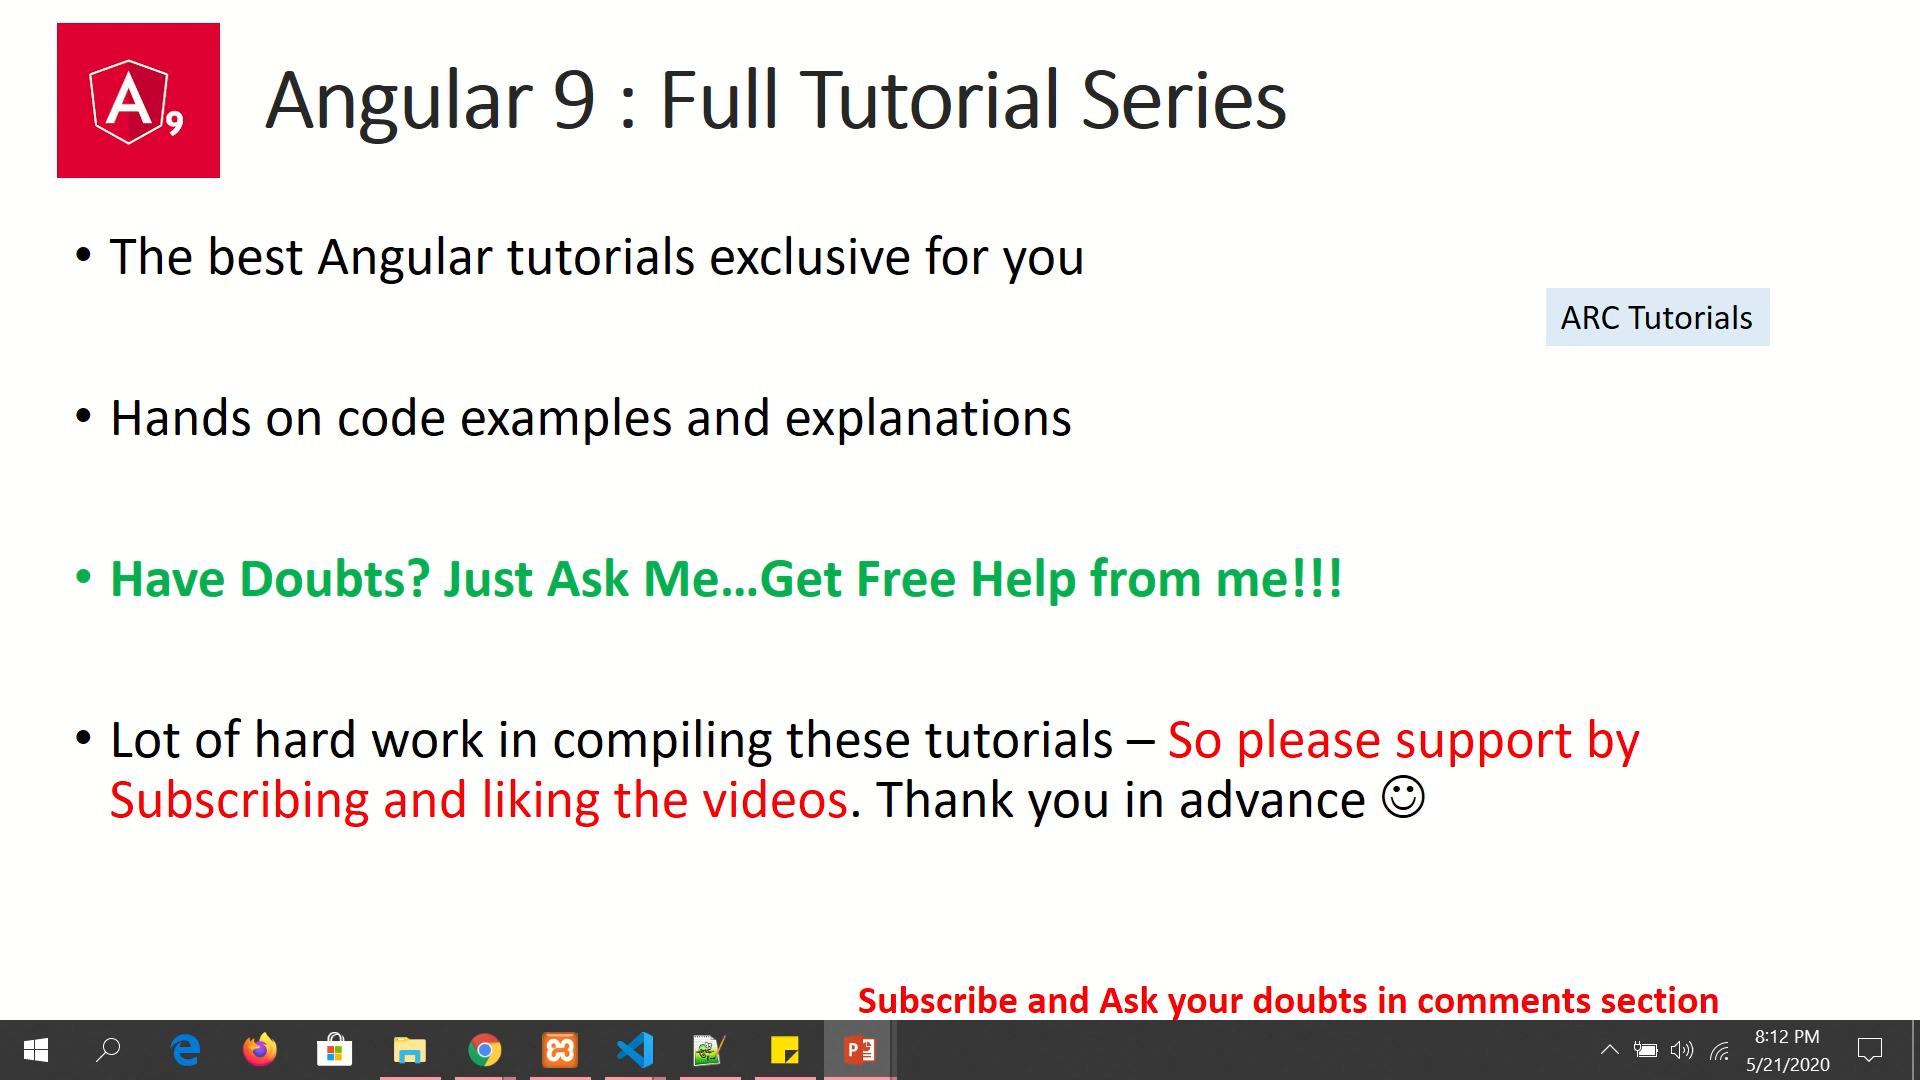 A9
Angular 9 : Full Tutorial Series
• The best Angular tutorials exclusive for you
ARC Tutorials
• Hands on code examples and explanations
• Have Doubts? Just Ask Me...Get Free Help from me!!!
• Lot of hard work in compiling these tutorials – So please support by
Subscribing and liking the videos. Thank you in advance ☺
Subscribe and Ask your doubts in comments section
8:12 PM
5/21/2020